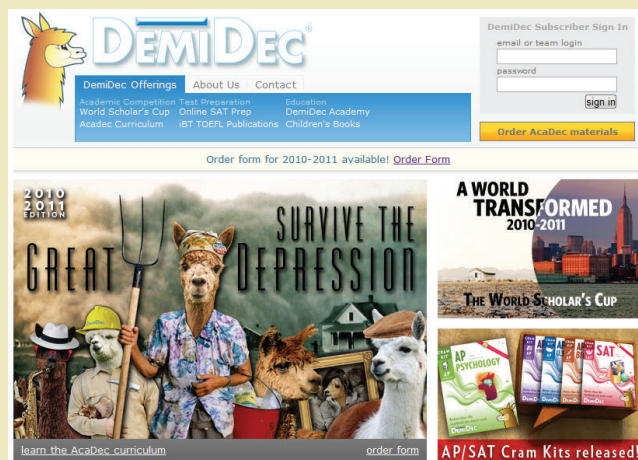 DEMIDEC®
DemiDec Subscriber Sign In
email or team login
password
sign in
Order AcaDec materials
DemiDec Offerings About Us Contact
Academic Competition Test Preparation Education
World Scholar's Cup Online SAT Prep DemiDec Academy
Acadec Curriculum iBT TOEFL Publications Children's Books
Order form for 2010-2011 available! Order Form
2010
2011
EDITION
SURVIVE THE
GREAT DEPRESSION
learn the AcaDec curriculum order form
A WORLD
TRANSFORMED
2010-2011
THE WORLD SCHOLAR'S CUP
CRAM KIT
AP
PSYCHOLOGY
SAT
AP/SAT Cram Kits released!